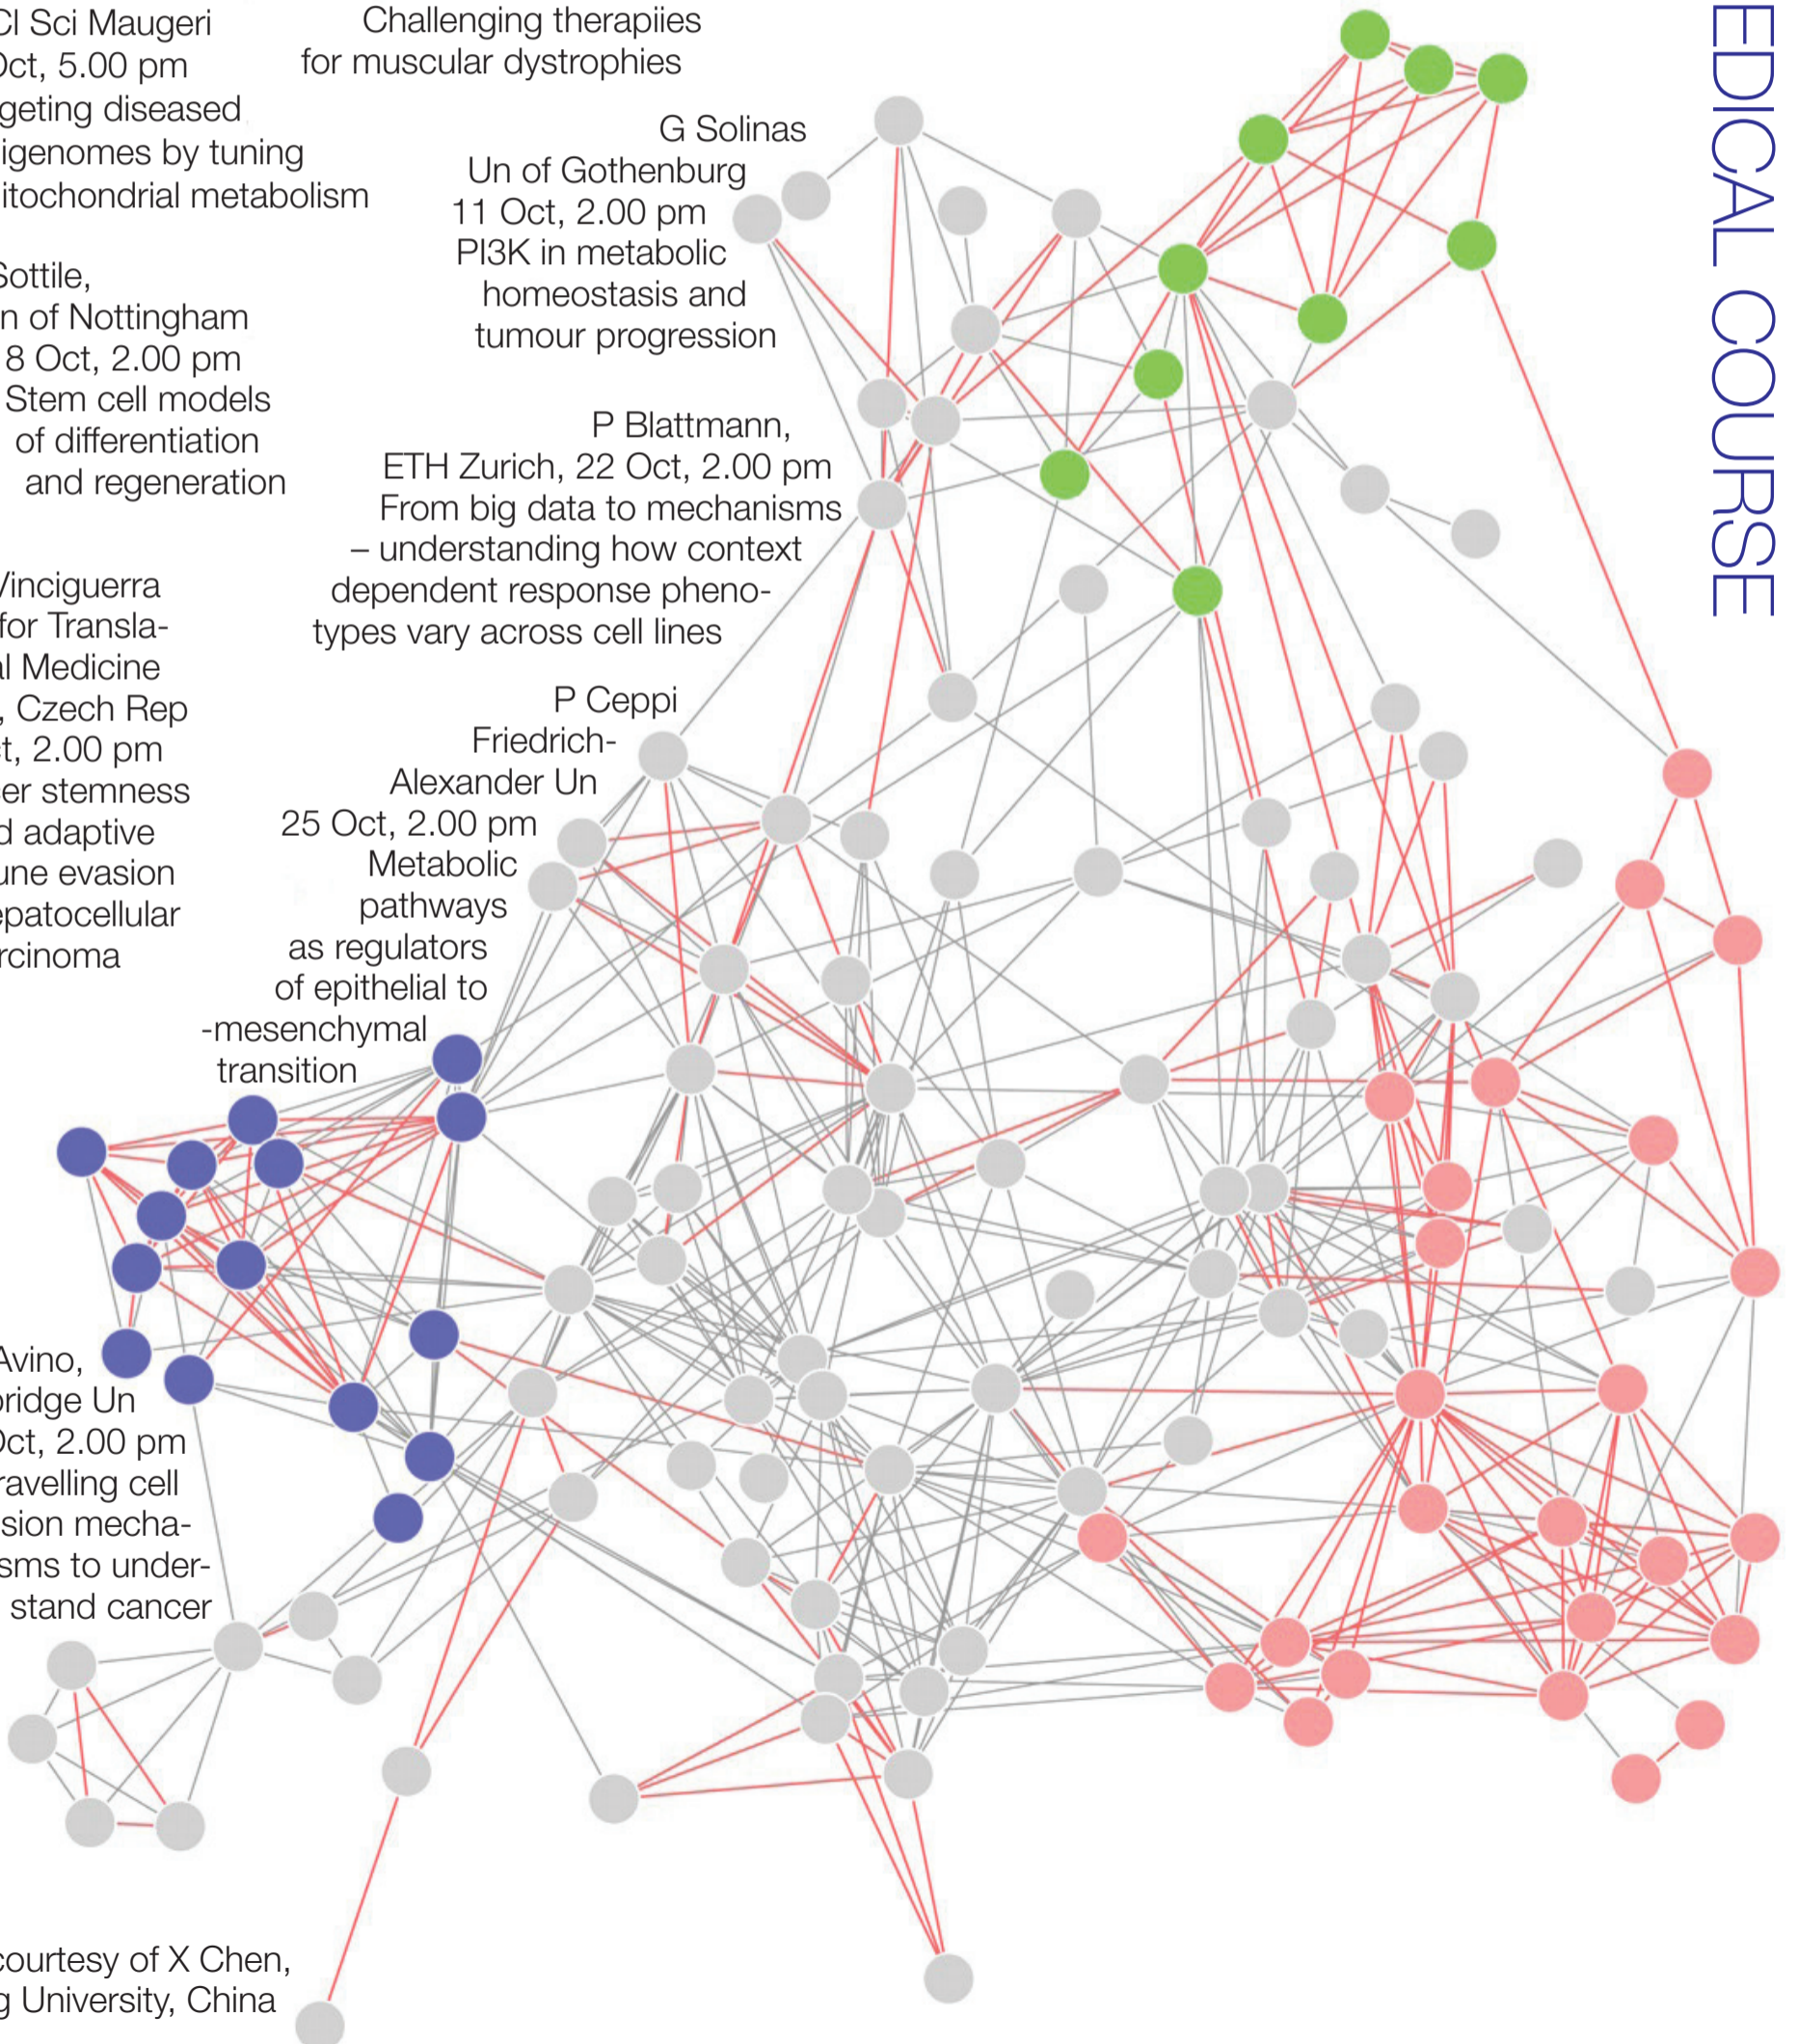 Cl Sci Maugeri
Oct, 5.00 pm
geting diseased
igenomes by tuning
itochondrial metabolism
Sottile,
n of Nottingham
8 Oct, 2.00 pm
Stem cell models
of differentiation
and regeneration
Vinciguerra
for Transla-
al Medicine
, Czech Rep
ct, 2.00 pm
er stemness
d adaptive
une evasion
epatocellular
rcinoma
Avino,
bridge Un
Oct, 2.00 pm
ravelling cell
sion mecha-
sms to under-
stand cancer
courtesy of X Chen,
g University, China
Challenging therapiies
for muscular dystrophies
G Solinas
Un of Gothenburg
11 Oct, 2.00 pm
PI3K in metabolic
homeostasis and
tumour progression
P Blattmann,
ETH Zurich, 22 Oct, 2.00 pm
From big data to mechanisms
– understanding how context
dependent response pheno-
types vary across cell lines
P Ceppi
Friedrich-
Alexander Un
25 Oct, 2.00 pm
Metabolic
pathways
as regulators
of epithelial to
-mesenchymal
transition
EDICAL COURSE